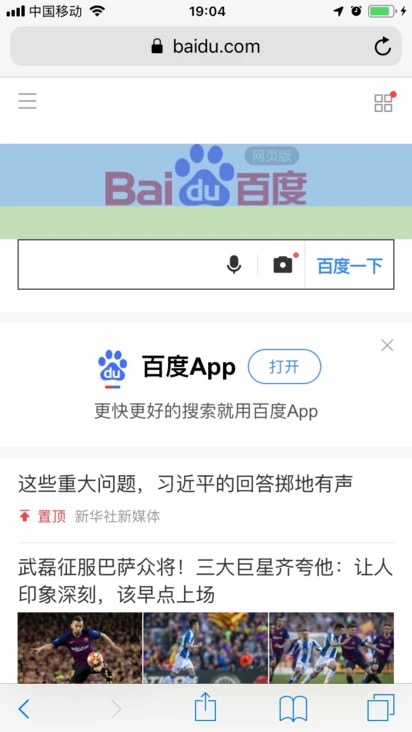 中国移动 19:04
baidu.com
网页版
Bai du 百度
百度一下
du 百度App 打开
更快更好的搜索就用百度App
这些重大问题，习近平的回答掷地有声
置顶 新华社新媒体
武磊征服巴萨众将！三大巨星齐夸他：让人
印象深刻，该早点上场